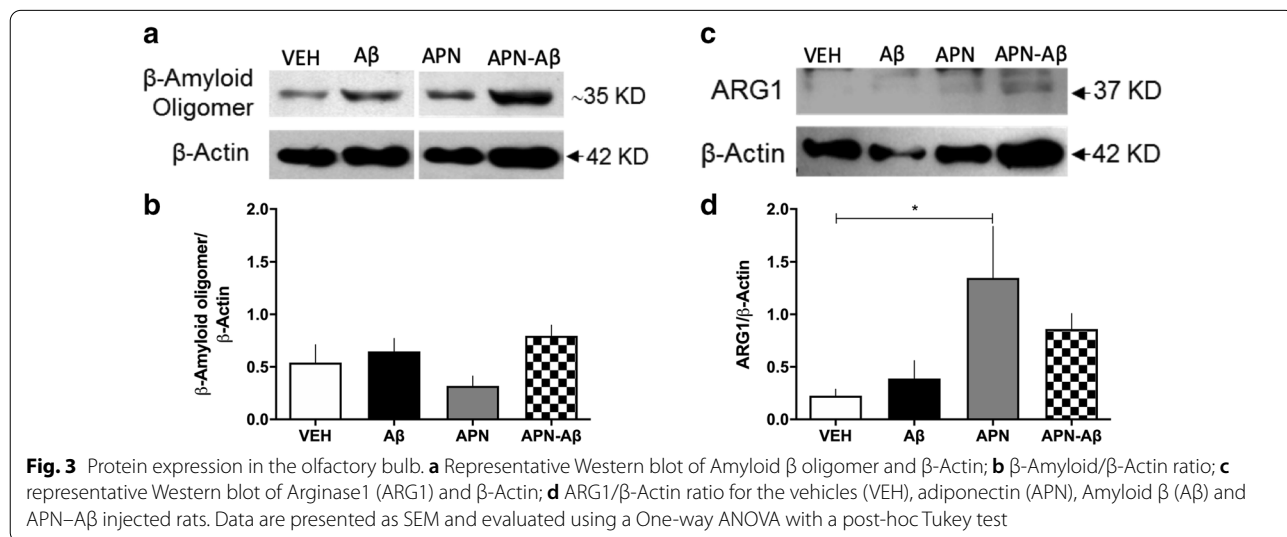 a
VEH Aβ APN APN-Aβ
β-Amyloid
Oligomer
~35 KD
β-Actin
42 KD
c
VEH Aβ APN APN-Aβ
ARG1
37 KD
β-Actin
42 KD
b
β-Amyloid oligomer/
β-Actin
2.0
1.5
1.0
0.5
0.0
VEH Aβ APN APN-Aβ
d
ARG1/β-Actin
2.0
1.5
1.0
0.5
0.0
*
VEH Aβ APN APN-Aβ
Fig. 3 Protein expression in the olfactory bulb. a Representative Western blot of Amyloid β oligomer and β-Actin; b β-Amyloid/β-Actin ratio; c
representative Western blot of Arginase1 (ARG1) and β-Actin; d ARG1/β-Actin ratio for the vehicles (VEH), adiponectin (APN), Amyloid β (Aβ) and
APN–Aβ injected rats. Data are presented as SEM and evaluated using a One-way ANOVA with a post-hoc Tukey test